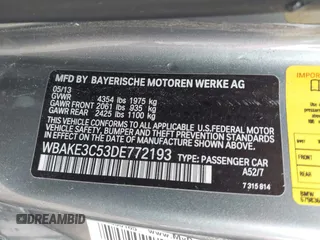 MFD BY BAYERISCHE MOTOREN WERKE AG
05/13
GVWR 4354 lbs 1975 kg
GAWR FRONT 2061 lbs 935 kg
GAWR REAR 2425 lbs 1100 kg
THIS VEHICLE CONFORMS TO ALL APPLICABLE
FEDERAL MOTOR VEHICLE SAFETY,
BUMPER, AND THEFT PREVENTION STANDARDS IN
EFFECT ON THE DATE OF MANUFACTURE SHOWN
ABOVE.
WBAKE3C53DE772193 TYPE: PASSENGER CAR
A52/7
7 315 814
BMW
DREAMBID